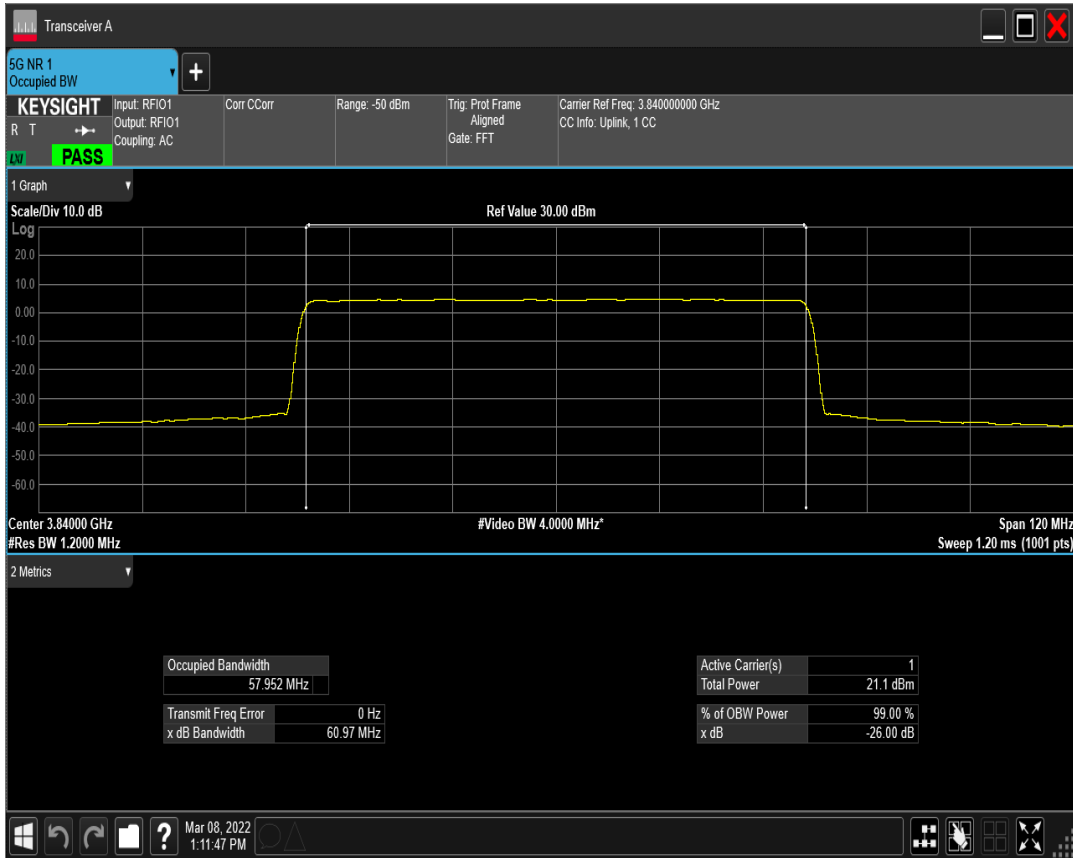 Transceiver A
5G NR 1
Occupied BW
+
KEYSIGHT
R T
LXI
PASS
Input: RFIO1
Output: RFIO1
Coupling: AC
Corr CCorr
Range: -50 dBm
Trig: Prot Frame
Aligned
Gate: FFT
Carrier Ref Freq: 3.840000000 GHz
CC Info: Uplink, 1 CC
1 Graph
Scale/Div 10.0 dB
Ref Value 30.00 dBm
Log
20.0
10.0
0.00
-10.0
-20.0
-30.0
-40.0
-50.0
-60.0
Center 3.84000 GHz
#Video BW 4.0000 MHz*
Span 120 MHz
#Res BW 1.2000 MHz
Sweep 1.20 ms (1001 pts)
2 Metrics
Occupied Bandwidth
57.952 MHz
Transmit Freq Error 0 Hz
x dB Bandwidth 60.97 MHz
Active Carrier(s) 1
Total Power 21.1 dBm
% of OBW Power 99.00 %
x dB -26.00 dB
?
Mar 08, 2022
1:11:47 PM